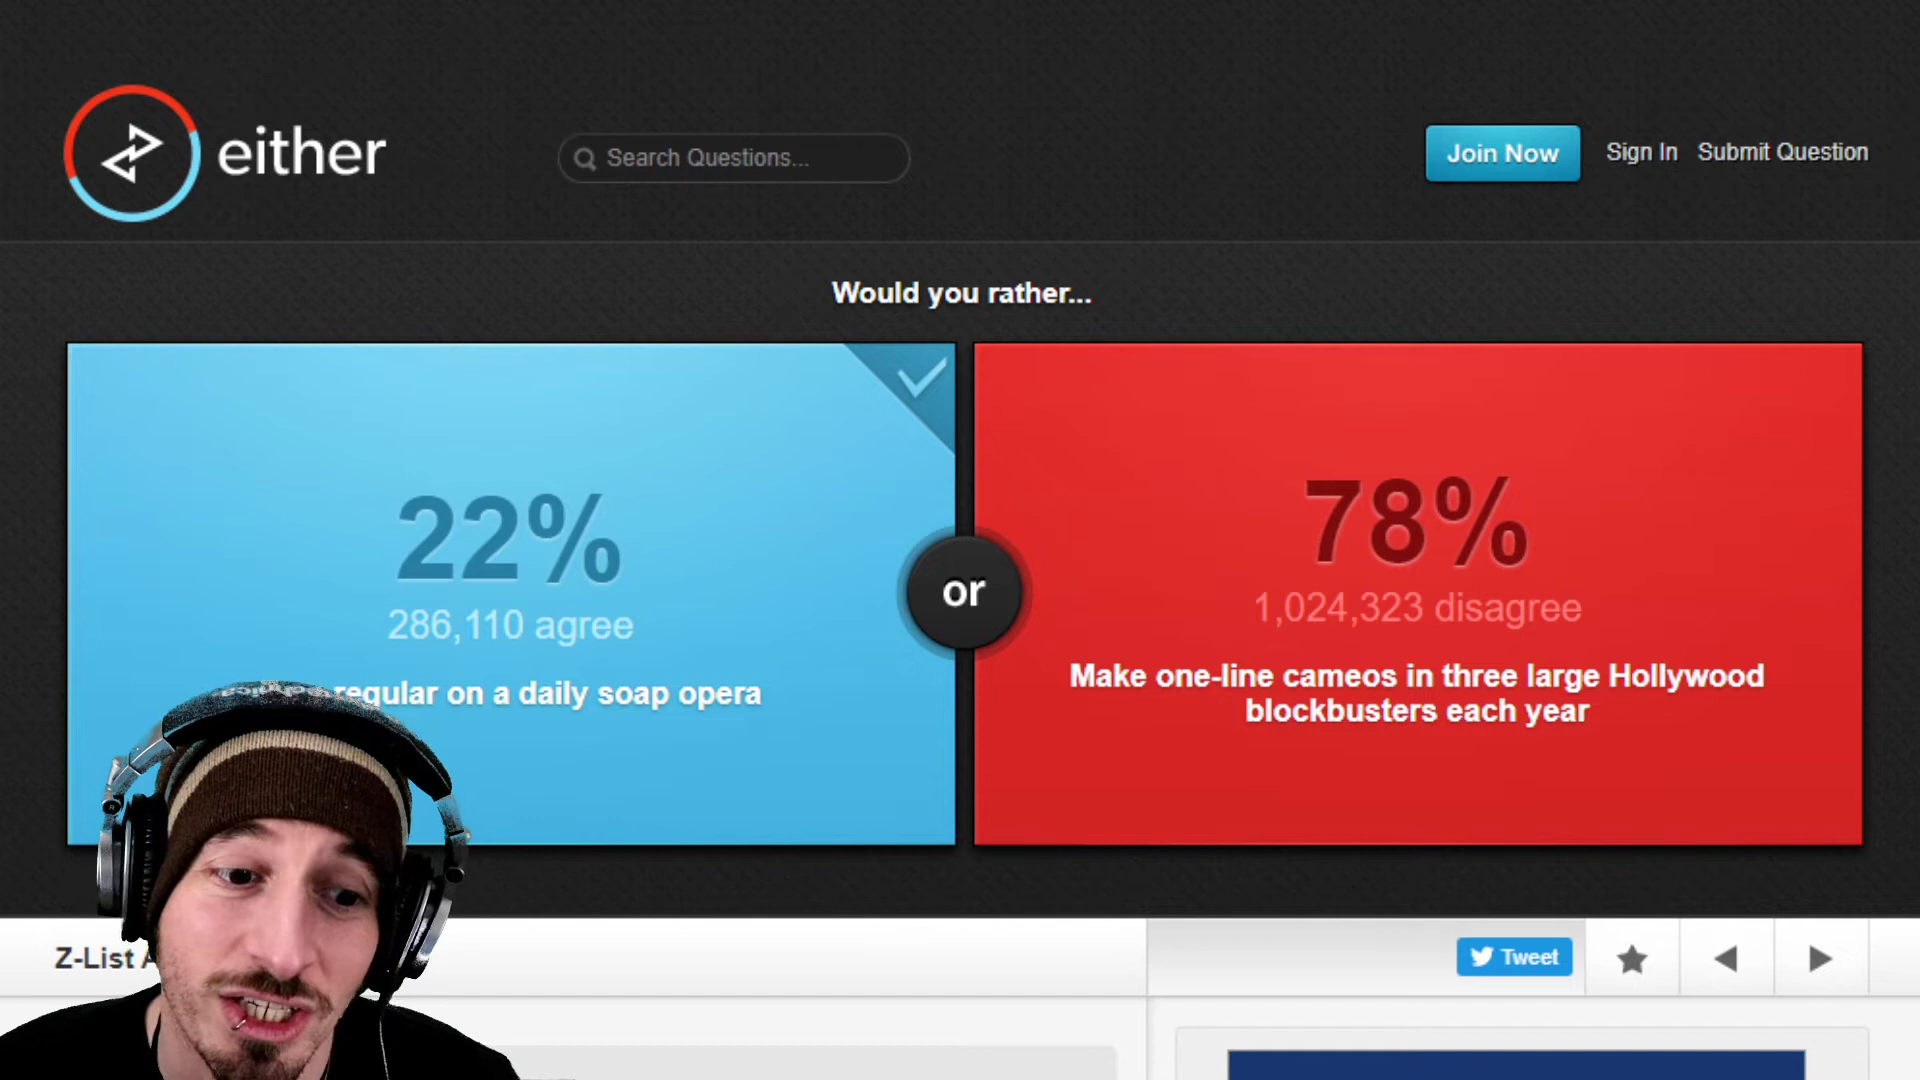 either
Search Questions...
Join Now
Sign In
Submit Question
Would you rather...
22%
286,110 agree
regular on a daily soap opera
or
78%
1,024,323 disagree
Make one-line cameos in three large Hollywood
blockbusters each year
Z-List
Tweet